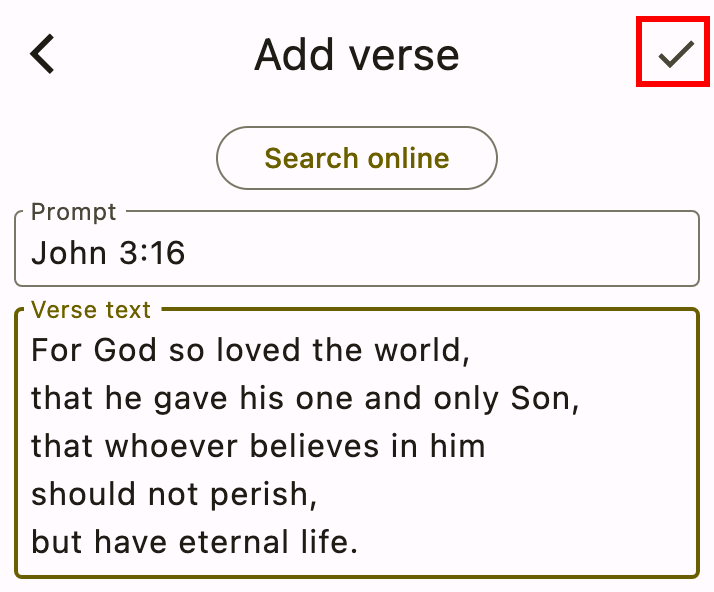 Add verse
Search online
Prompt
John 3:16
Verse text
For God so loved the world,
that he gave his one and only Son,
that whoever believes in him
should not perish,
but have eternal life.